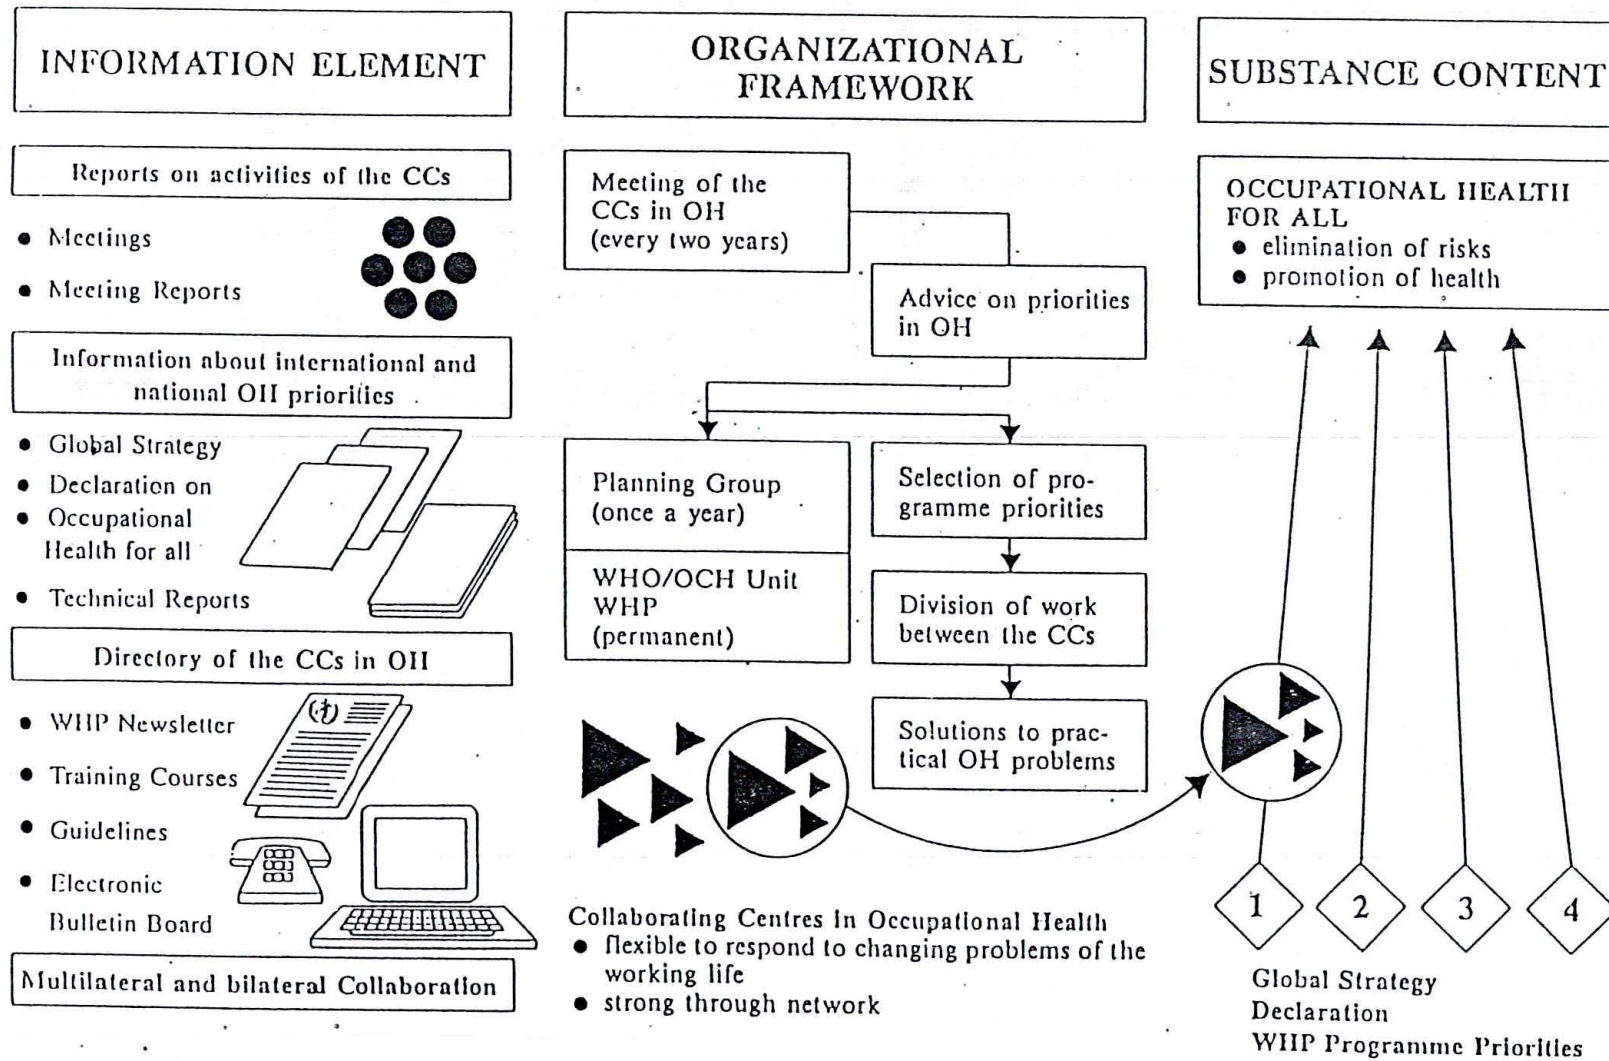 INFORMATION ELEMENT
Reports on activities of the CCs
• Meetings
• Meeting Reports
Information about international and
national OH priorities
• Global Strategy
• Declaration on
• Occupational
Health for all
• Technical Reports
Directory of the CCs in OH
• WHP Newsletter
• Training Courses
• Guidelines
• Electronic
Bulletin Board
Multilateral and bilateral Collaboration
ORGANIZATIONAL
FRAMEWORK
Meeting of the
CCs in OH
(every two years)
Advice on priorities
in OH
Planning Group
(once a year)
WHO/OCH Unit
WHP
(permanent)
Selection of pro-
gramme priorities
Division of work
between the CCs
Solutions to prac-
tical OH problems
Collaborating Centres in Occupational Health
• flexible to respond to changing problems of the
working life
• strong through network
SUBSTANCE CONTENT
OCCUPATIONAL HEALTH
FOR ALL
• elimination of risks
• promotion of health
1
2
3
4
Global Strategy
Declaration
WHP Programme Priorities